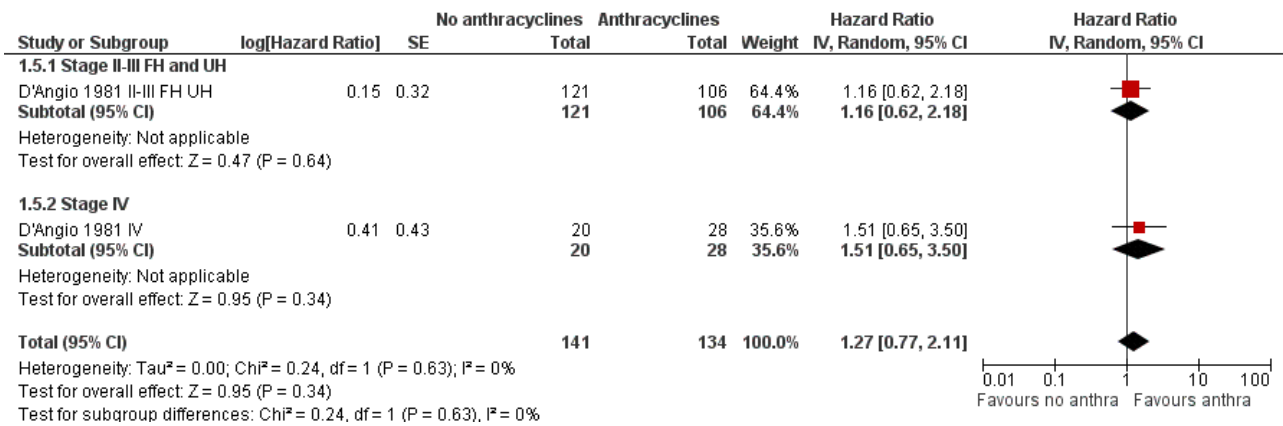 No anthracyclines Anthracyclines Hazard Ratio Hazard Ratio
Study or Subgroup log[Hazard Ratio] SE Total Total Weight IV, Random, 95% CI IV, Random, 95% CI
1.5.1 Stage II-III FH and UH
D'Angio 1981 II-III FH UH 0.15 0.32 121 106 64.4% 1.16 [0.62, 2.18]
Subtotal (95% CI) 121 106 64.4% 1.16 [0.62, 2.18]
Heterogeneity: Not applicable
Test for overall effect: Z = 0.47 (P = 0.64)
1.5.2 Stage IV
D'Angio 1981 IV 0.41 0.43 20 28 35.6% 1.51 [0.65, 3.50]
Subtotal (95% CI) 20 28 35.6% 1.51 [0.65, 3.50]
Heterogeneity: Not applicable
Test for overall effect: Z = 0.95 (P = 0.34)
Total (95% CI) 141 134 100.0% 1.27 [0.77, 2.11]
Heterogeneity: Tau² = 0.00; Chi² = 0.24, df = 1 (P = 0.63); I² = 0%
Test for overall effect: Z = 0.95 (P = 0.34)
Test for subgroup differences: Chi² = 0.24, df = 1 (P = 0.63), I² = 0%
0.01 0.1 1 10 100
Favours no anthra Favours anthra